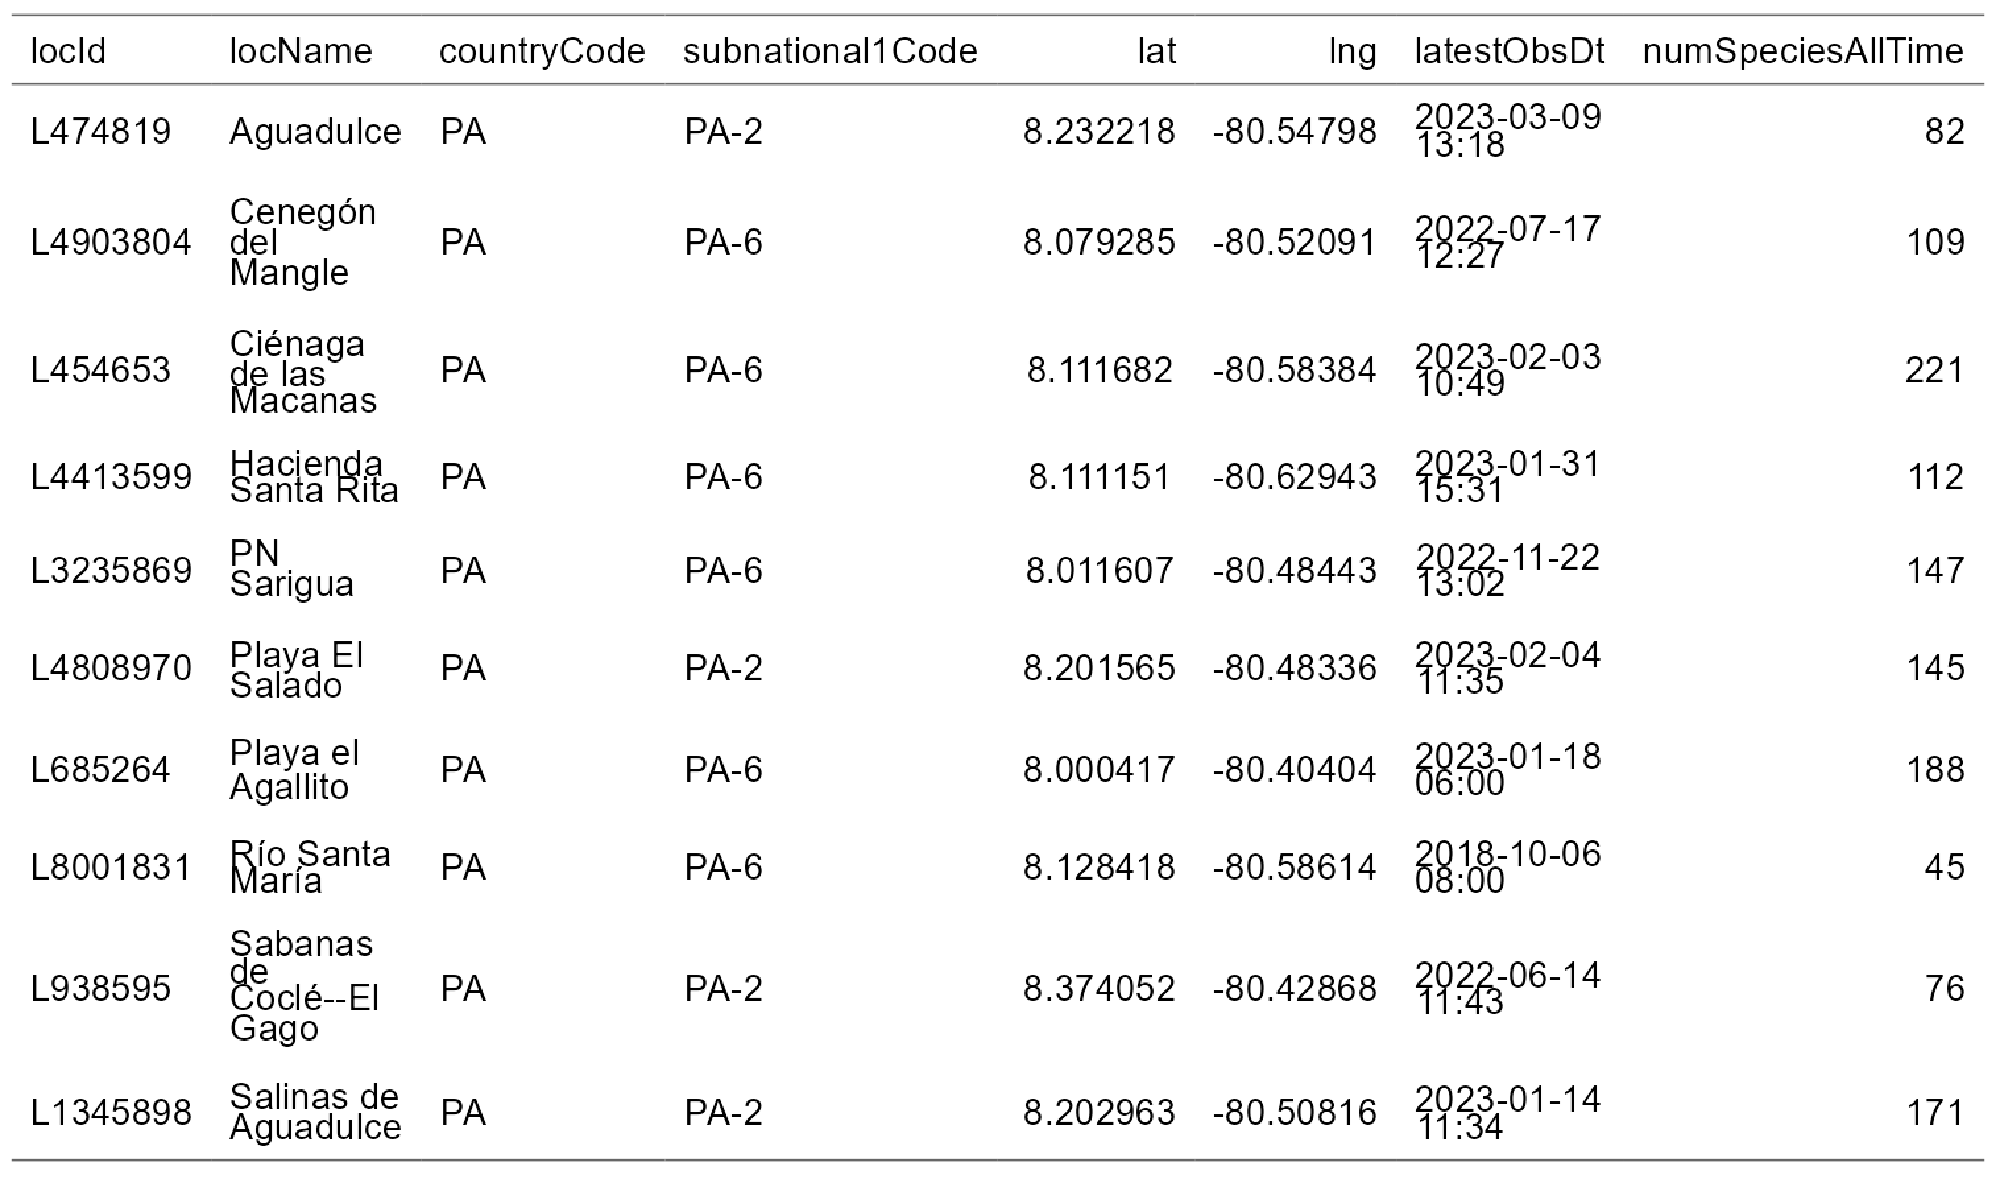 locId locName countryCode subnational1Code lat lng latestObsDt numSpeciesAllTime
L474819 Aguadulce PA PA-2 8.232218 -80.54798 2023-03-09 13:18 82
L4903804 Cenegón del Mangle PA PA-6 8.079285 -80.52091 2022-07-17 12:27 109
L454653 Ciénaga de las Macanas PA PA-6 8.111682 -80.58384 2023-02-03 10:49 221
L4413599 Hacienda Santa Rita PA PA-6 8.111151 -80.62943 2023-01-31 15:31 112
L3235869 PN Sarigua PA PA-6 8.011607 -80.48443 2022-11-22 13:02 147
L4808970 Playa El Salado PA PA-2 8.201565 -80.48336 2023-02-04 11:35 145
L685264 Playa el Agallito PA PA-6 8.000417 -80.40404 2023-01-18 06:00 188
L8001831 Río Santa María PA PA-6 8.128418 -80.58614 2018-10-06 08:00 45
L938595 Sabanas de Coclé--El Gago PA PA-2 8.374052 -80.42868 2022-06-14 11:43 76
L1345898 Salinas de Aguadulce PA PA-2 8.202963 -80.50816 2023-01-14 11:34 171